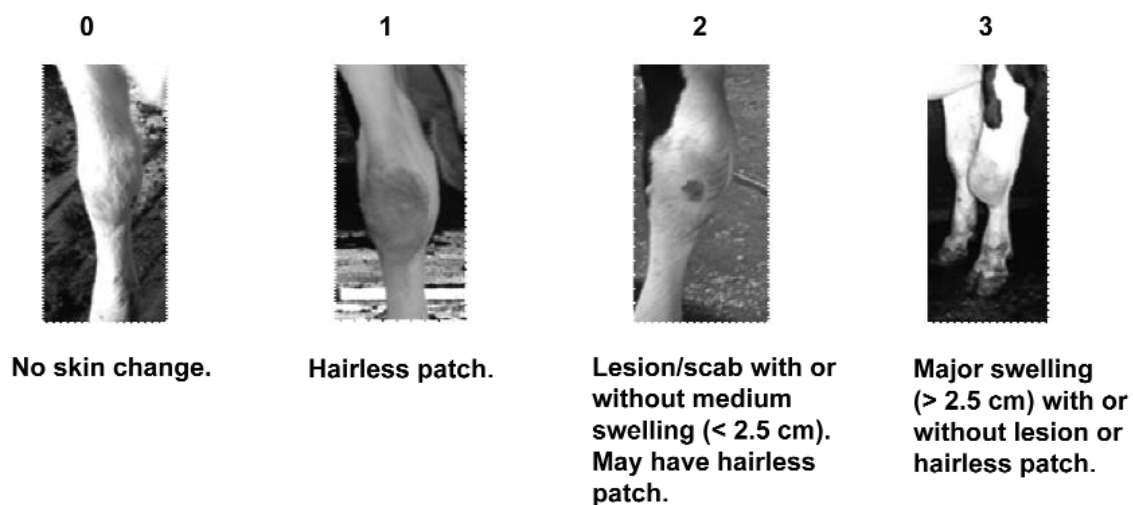 0
1
2
3
No skin change.
Hairless patch.
Lesion/scab with or
without medium
swelling (< 2.5 cm).
May have hairless
patch.
Major swelling
(> 2.5 cm) with or
without lesion or
hairless patch.